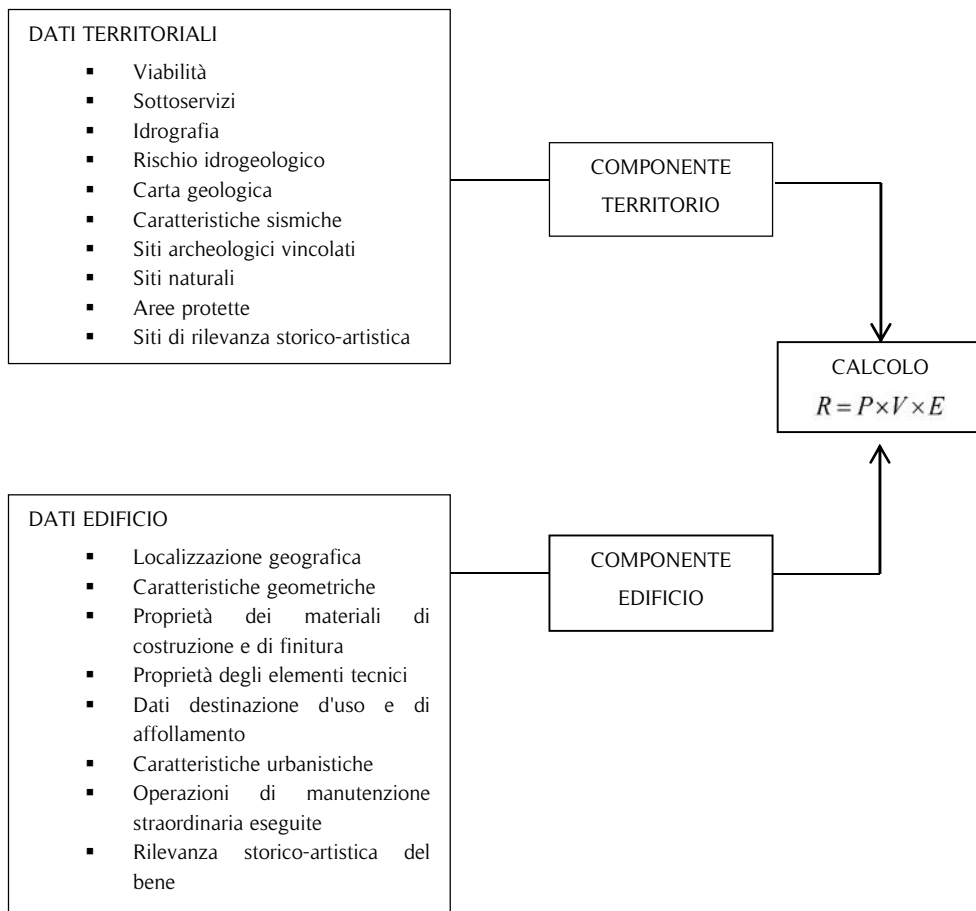 DATI TERRITORIALI
▪ Viabilità
▪ Sottoservizi
▪ Idrografia
▪ Rischio idrogeologico
▪ Carta geologica
▪ Caratteristiche sismiche
▪ Siti archeologici vincolati
▪ Siti naturali
▪ Aree protette
▪ Siti di rilevanza storico-artistica
COMPONENTE
TERRITORIO
CALCOLO
R = P × V × E
DATI EDIFICIO
▪ Localizzazione geografica
▪ Caratteristiche geometriche
▪ Proprietà dei materiali di
costruzione e di finitura
▪ Proprietà degli elementi tecnici
▪ Dati destinazione d'uso e di
affollamento
▪ Caratteristiche urbanistiche
▪ Operazioni di manutenzione
straordinaria eseguite
▪ Rilevanza storico-artistica del
bene
COMPONENTE
EDIFICIO